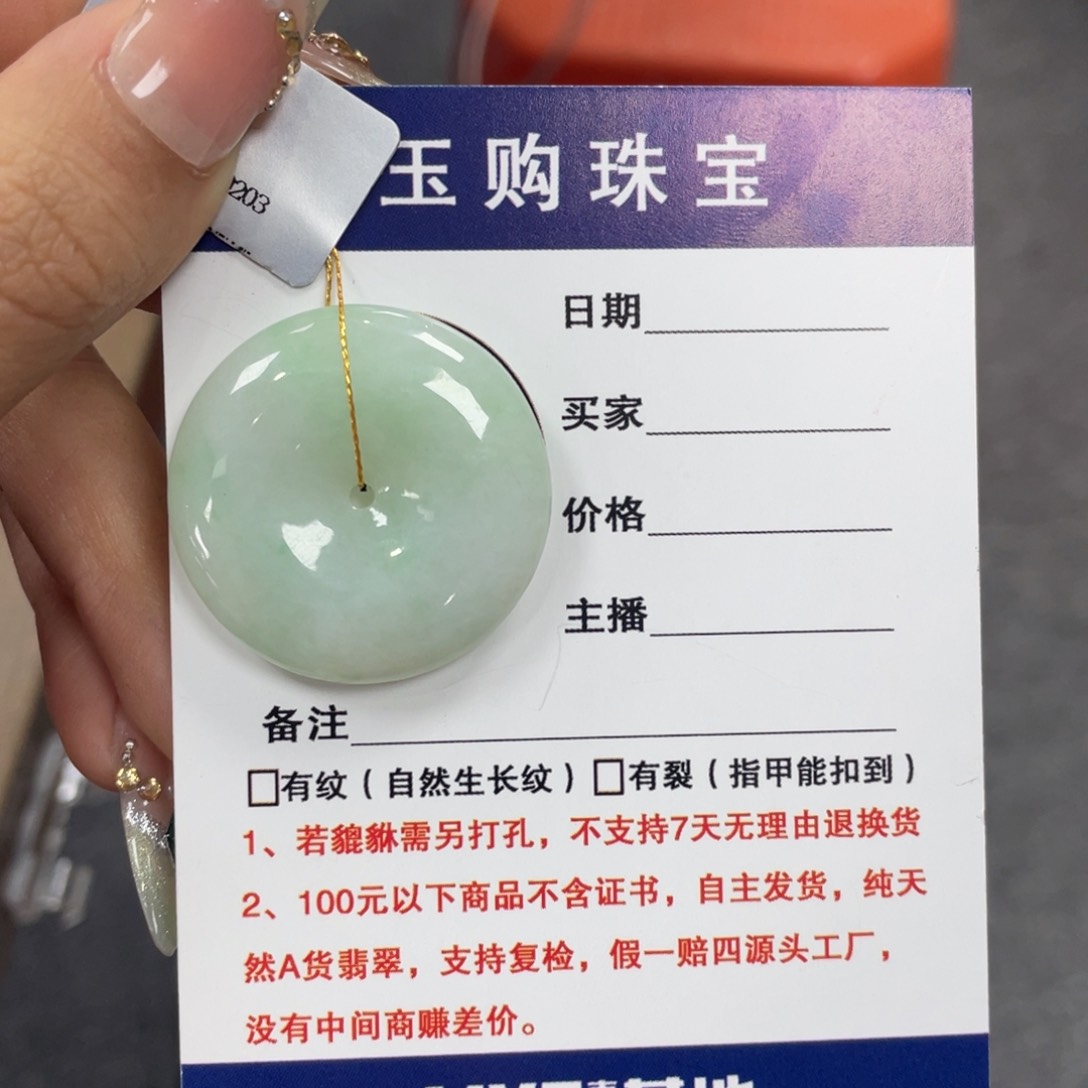 玉购珠宝
203
日期
买家
价格
主播
备注
□有纹（自然生长纹）□有裂（指甲能扣到）
1、若貔貅需另打孔，不支持7天无理由退换货
2、100元以下商品不含证书，自主发货，纯天
然A货翡翠，支持复检，假一赔四源头工厂，
没有中间商赚差价。